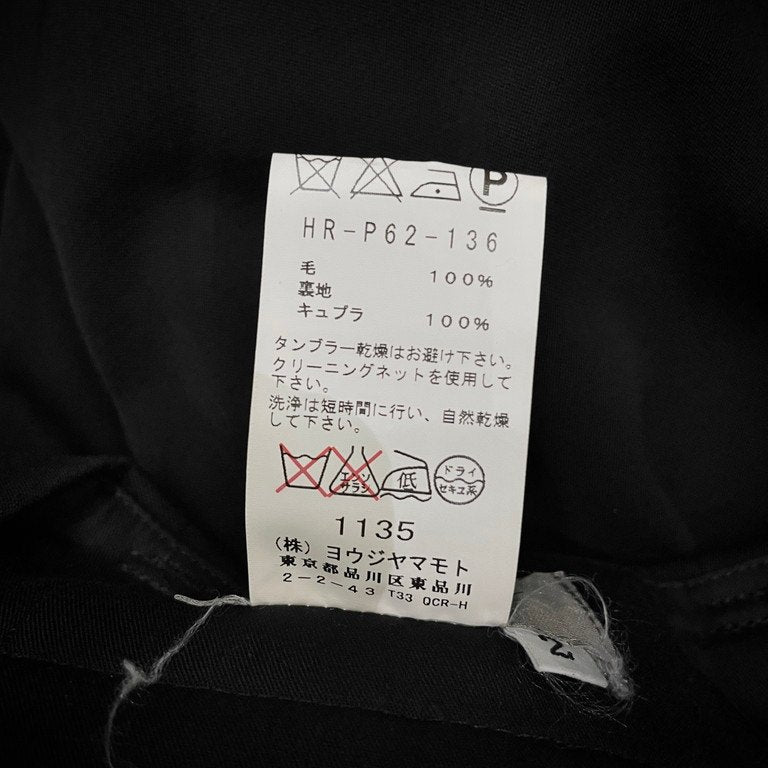 P
HR-P62-136
毛 100%
裏地
キュプラ 100%
タンブラー乾燥はお避け下さい。
クリーニングネットを使用して
下さい。
洗浄は短時間に行い、自然乾燥
して下さい。
エンソ サラシ 低 ドライ セキユ系
1135
(株) ヨウジヤマモト
東京都品川区東品川
2-2-43 T33 QCR-H
2